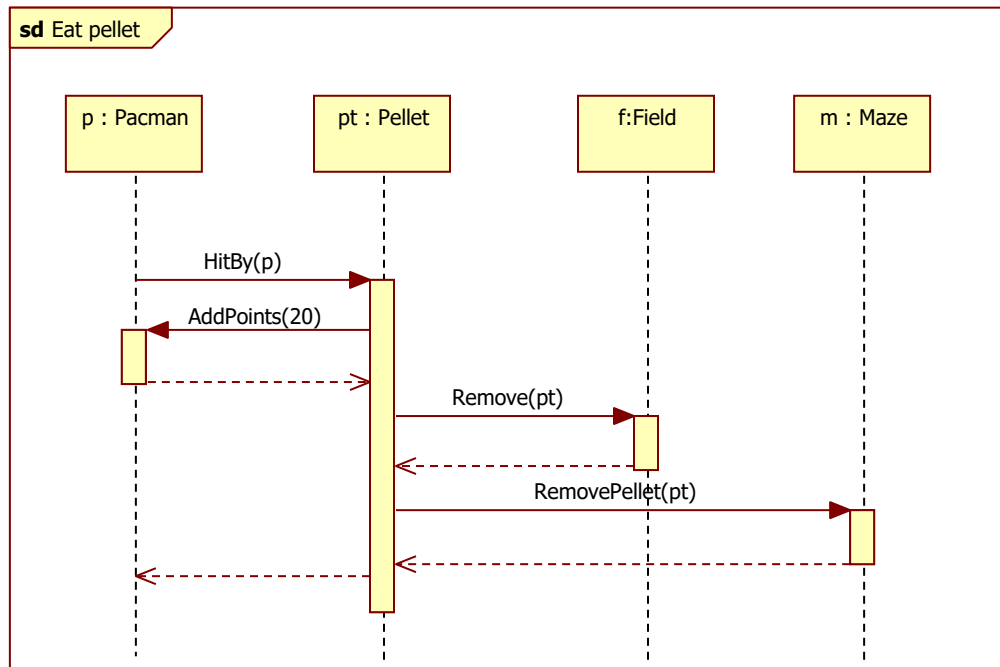 sd Eat pellet
p : Pacman
pt : Pellet
f:Field
m : Maze
HitBy(p)
AddPoints(20)
Remove(pt)
RemovePellet(pt)